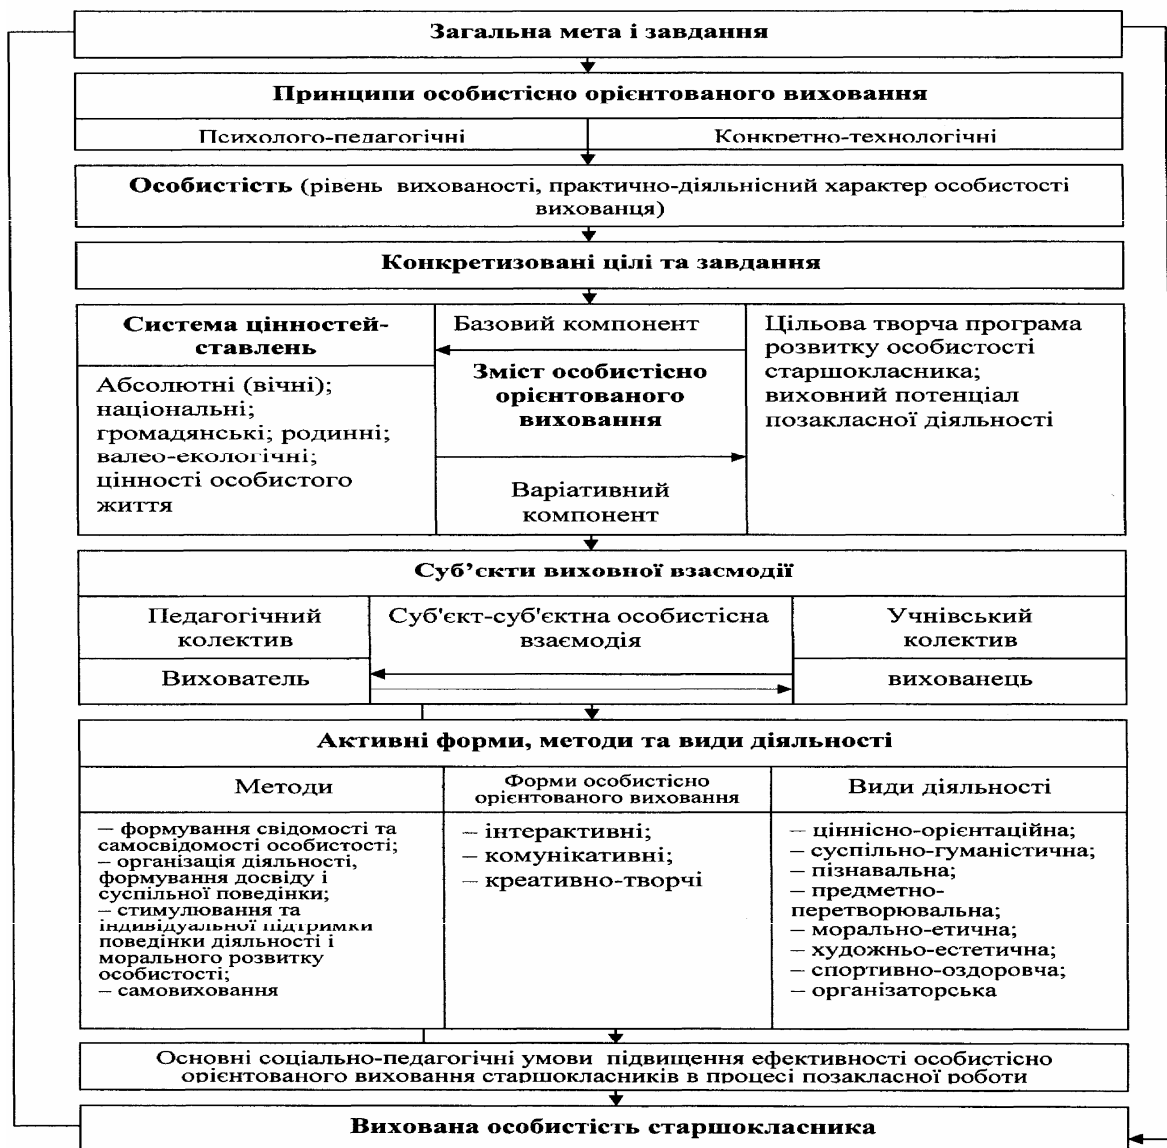 Загальна мета і завдання
Принципи особистісно орієнтованого виховання
Психолого-педагогічні
Конкретно-технологічні
Особистість (рівень вихованості, практично-діяльнісний характер особистості
вихованця)
Конкретизовані цілі та завдання
Система цінностей-
ставлень
Абсолютні (вічні);
національні;
громадянські; родинні;
валео-екологічні;
цінності особистого
життя
Базовий компонент
Зміст особистісно
орієнтованого
виховання
Варіативний
компонент
Цільова творча програма
розвитку особистості
старшокласника;
виховний потенціал
позакласної діяльності
Суб’єкти виховної взаємодії
Педагогічний
колектив
Вихователь
Суб'єкт-суб'єктна особистісна
взаємодія
Учнівський
колектив
вихованець
Активні форми, методи та види діяльності
Методи
– формування свідомості та
самосвідомості особистості;
– організація діяльності,
формування досвіду і
суспільної поведінки;
– стимулювання та
індивідуальної підтримки
поведінки діяльності і
морального розвитку
особистості;
– самовиховання
Форми особистісно
орієнтованого виховання
– інтерактивні;
– комунікативні;
– креативно-творчі
Види діяльності
– ціннісно-орієнтаційна;
– суспільно-гуманістична;
– пізнавальна;
– предметно-
перетворювальна;
– морально-етична;
– художньо-естетична;
– спортивно-оздоровча;
– організаторська
Основні соціально-педагогічні умови підвищення ефективності особистісно
орієнтованого виховання старшокласників в процесі позакласної роботи
Вихована особистість старшокласника